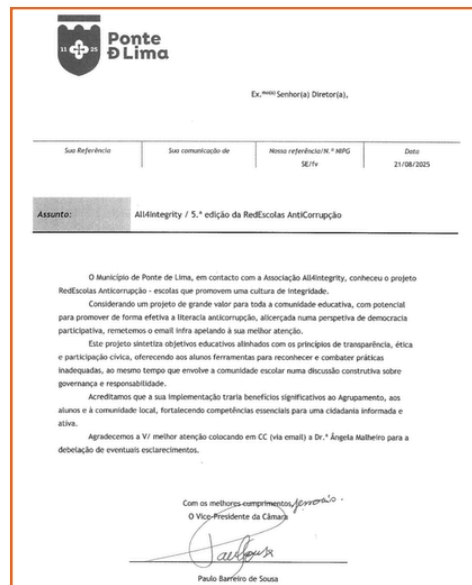 Ponte
D Lima
11 25
Ex.mo(a) Senhor(a) Diretor(a),
Sua Referência Sua comunicação de Nossa referência/N.º NIPG Data
SE/fv 21/08/2025
Assunto: All4Integrity / 5.ª edição da RedEscolas AntiCorrupção
O Município de Ponte de Lima, em contacto com a Associação All4Integrity, conheceu o projeto
RedEscolas Anticorrupção - escolas que promovem uma cultura de integridade.
Considerando um projeto de grande valor para toda a comunidade educativa, com potencial
para promover de forma efetiva a literacia anticorrupção, alicerçada numa perspetiva de democracia
participativa, remetemos o email infra apelando à sua melhor atenção.
Este projeto sintetiza objetivos educativos alinhados com os princípios de transparência, ética
e participação cívica, oferecendo aos alunos ferramentas para reconhecer e combater práticas
inadequadas, ao mesmo tempo que envolve a comunidade escolar numa discussão construtiva sobre
governança e responsabilidade.
Acreditamos que a sua implementação traria benefícios significativos ao Agrupamento, aos
alunos e à comunidade local, fortalecendo competências essenciais para uma cidadania informada e
ativa.
Agradecemos a V/ melhor atenção colocando em CC (via email) a Dr.ª Ângela Malheiro para a
debelação de eventuais esclarecimentos.
Com os melhores cumprimentos, pessoais.
O Vice-Presidente da Câmara
Paulo Barreiro de Sousa